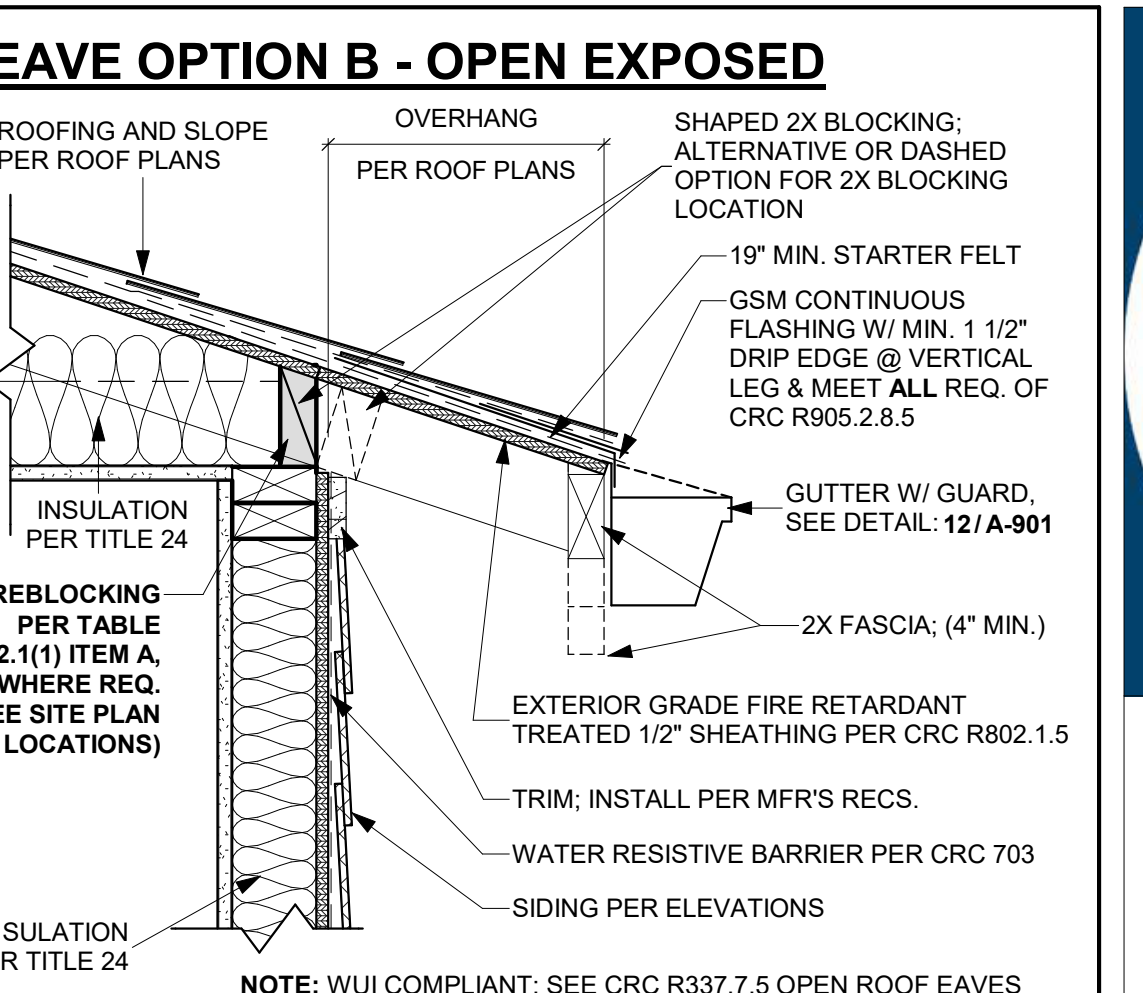 EAVE OPTION B - OPEN EXPOSED
ROOFING AND SLOPE
PER ROOF PLANS
OVERHANG
PER ROOF PLANS
SHAPED 2X BLOCKING;
ALTERNATIVE OR DASHED
OPTION FOR 2X BLOCKING
LOCATION
19" MIN. STARTER FELT
GSM CONTINUOUS
FLASHING W/ MIN. 1 1/2"
DRIP EDGE @ VERTICAL
LEG & MEET ALL REQ. OF
CRC R905.2.8.5
GUTTER W/ GUARD,
SEE DETAIL: 12/ A-901
INSULATION
PER TITLE 24
REBLOCKING
PER TABLE
2.1(1) ITEM A,
WHERE REQ.
EE SITE PLAN
LOCATIONS)
2X FASCIA; (4" MIN.)
EXTERIOR GRADE FIRE RETARDANT
TREATED 1/2" SHEATHING PER CRC R802.1.5
TRIM; INSTALL PER MFR'S RECS.
WATER RESISTIVE BARRIER PER CRC 703
SIDING PER ELEVATIONS
SULATION
R TITLE 24
NOTE: WUI COMPLIANT; SEE CRC R337.7.5 OPEN ROOF EAVES